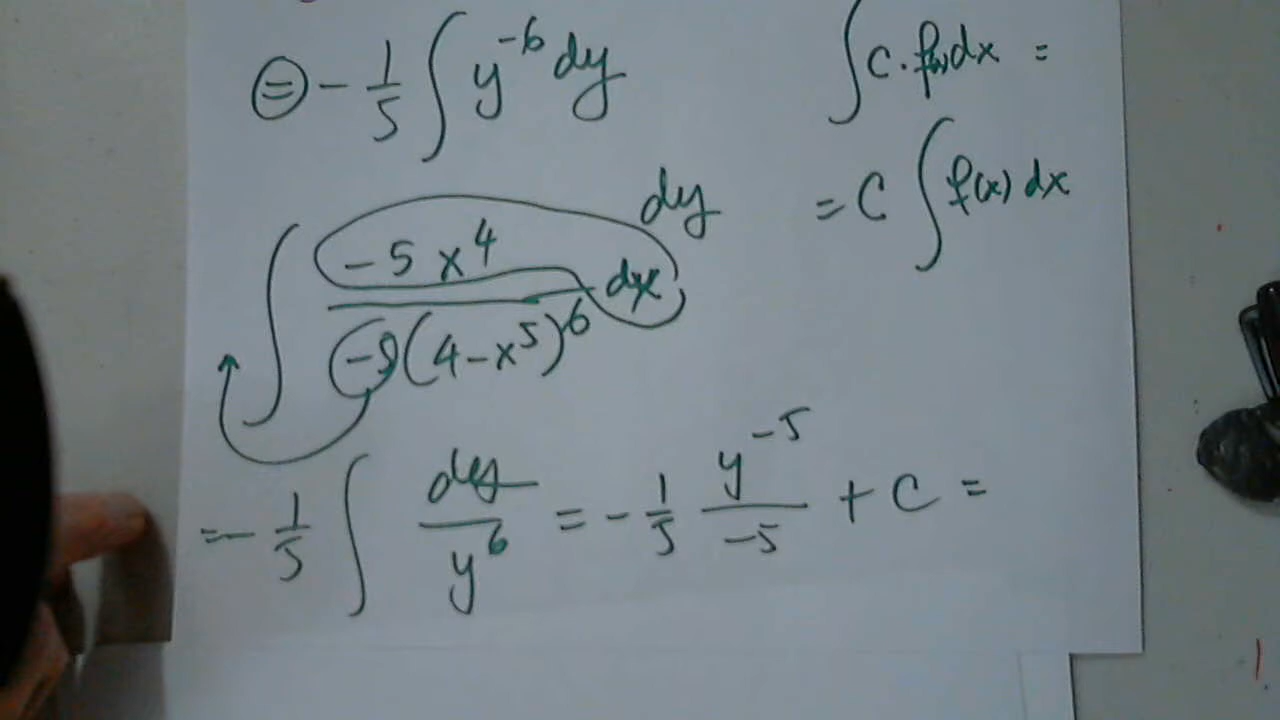 = - 1/5 ∫ y^-6 dy
∫ c. f(x)dx =
= C ∫ f(x) dx
∫ -5x^4 / -5(4-x^5)^6 dx
dy
= - 1/5 ∫ dy / y^6 = - 1/5 y^-5 / -5 + C =